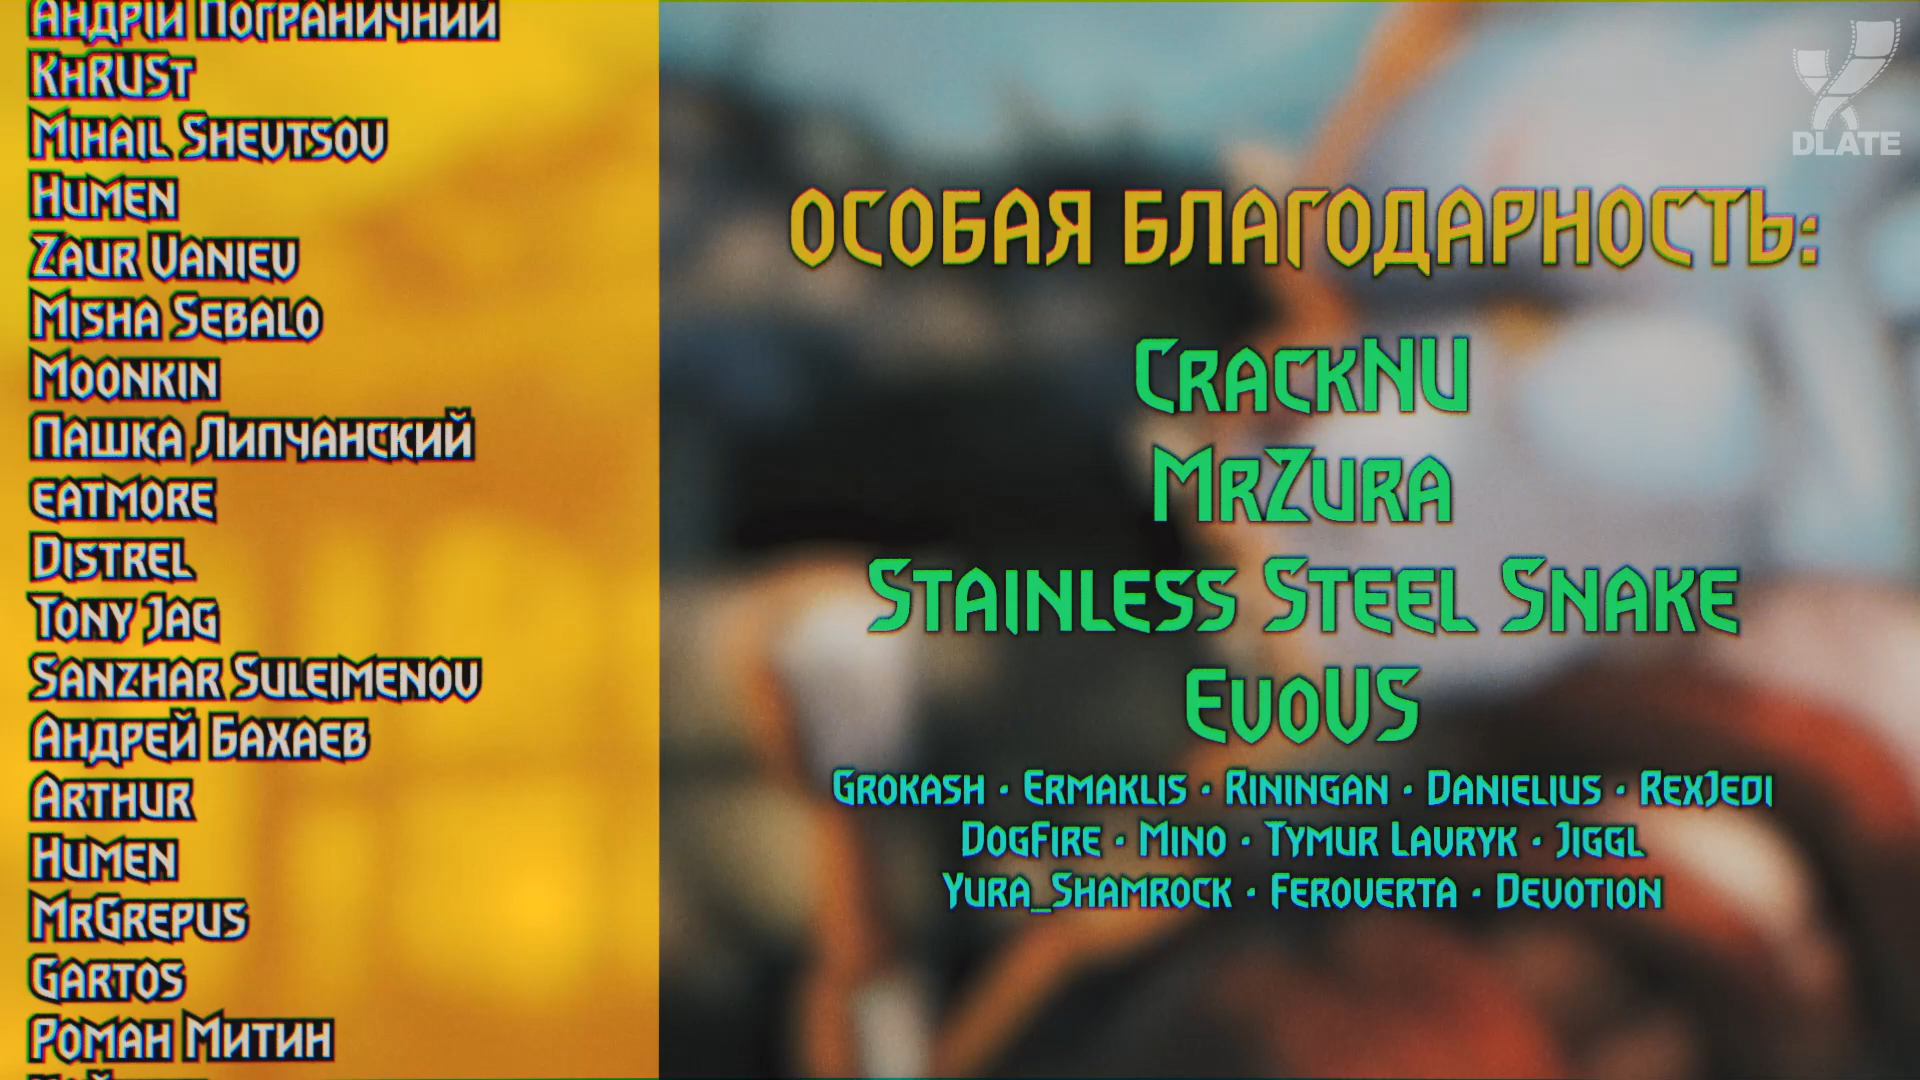 Андрій Пограничний
KhRUSt
Mihail Shevtsov
Humen
Zaur Vaniev
Misha Sebalo
Moonkin
Пашка Липчанский
eatmore
Distrel
Tony Jag
Sanzhar Suleimenov
Андрей Бахаев
Arthur
Humen
MrGrepus
Gartos
Роман Митин
DLATE
ОСОБАЯ БЛАГОДАРНОСТЬ:
CrackNU
MrZura
Stainless Steel Snake
EvoUS
Grokash · Ermaklis · Riningan · Danielius · RexJedi
DogFire · Mino · Tymur Lavryk · Jiggl
Yura_Shamrock · Feroverta · Devotion